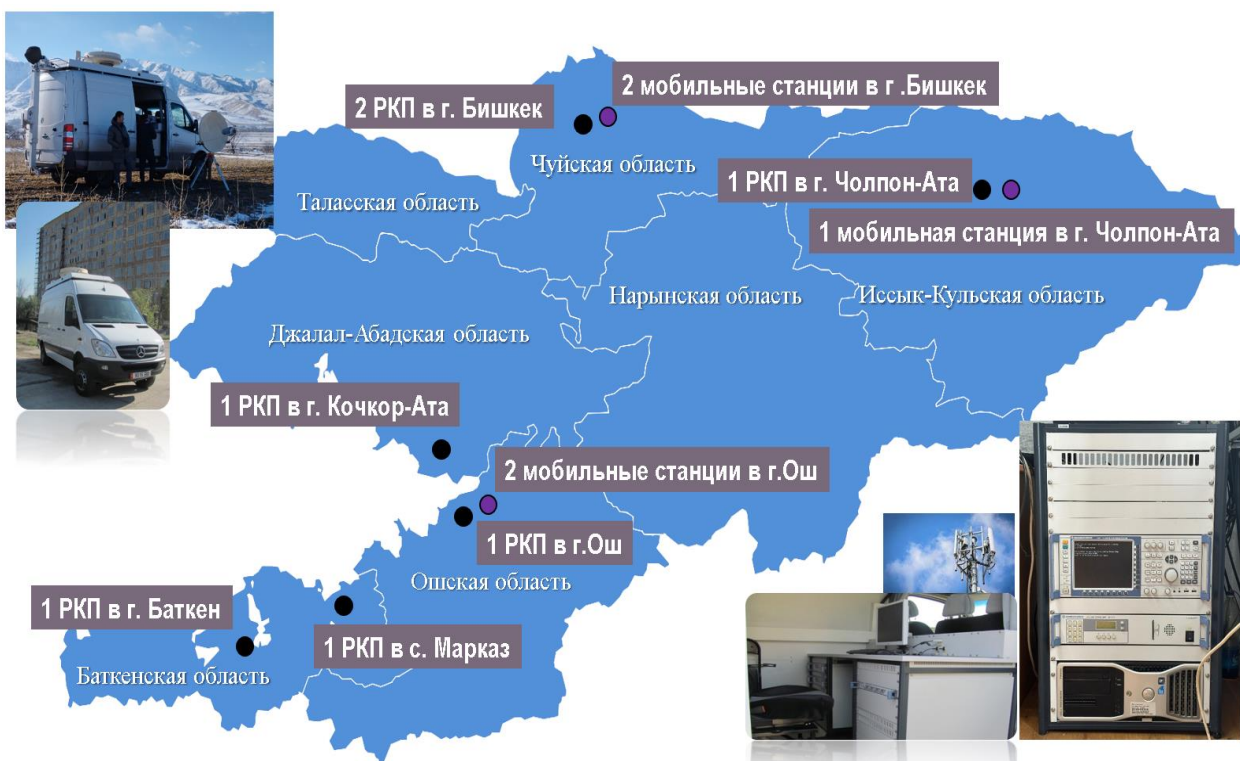 2 мобильные станции в г .Бишкек
2 РКП в г. Бишкек
Чуйская область
1 РКП в г. Чолпон-Ата
Таласская область
1 мобильная станция в г. Чолпон-Ата
Нарынская область
Иссык-Кульская область
Джалал-Абадская область
1 РКП в г. Кочкор-Ата
2 мобильные станции в г.Ош
1 РКП в г.Ош
Ошская область
1 РКП в г. Баткен
1 РКП в с. Марказ
Баткенская область